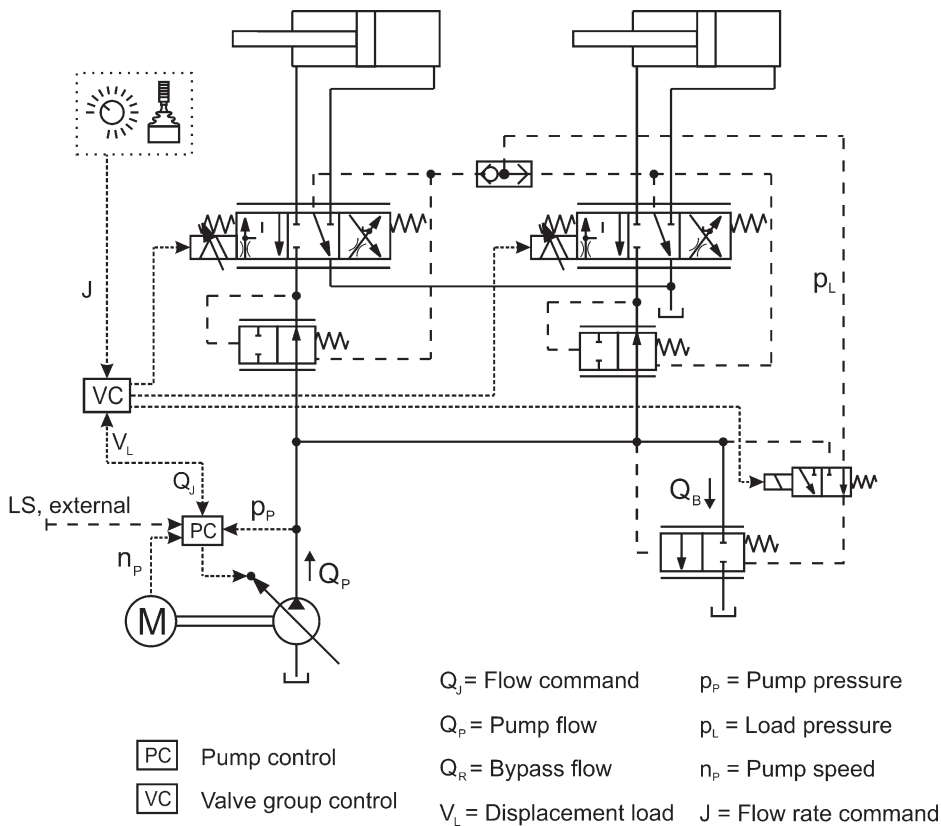 J
p_L
VC
V_L
Q_J
LS, external
p_P
PC
n_P
Q_P
Q_B
M
Q_J = Flow command
p_P = Pump pressure
Q_P = Pump flow
p_L = Load pressure
PC Pump control
Q_R = Bypass flow
n_P = Pump speed
VC Valve group control
V_L = Displacement load
J = Flow rate command